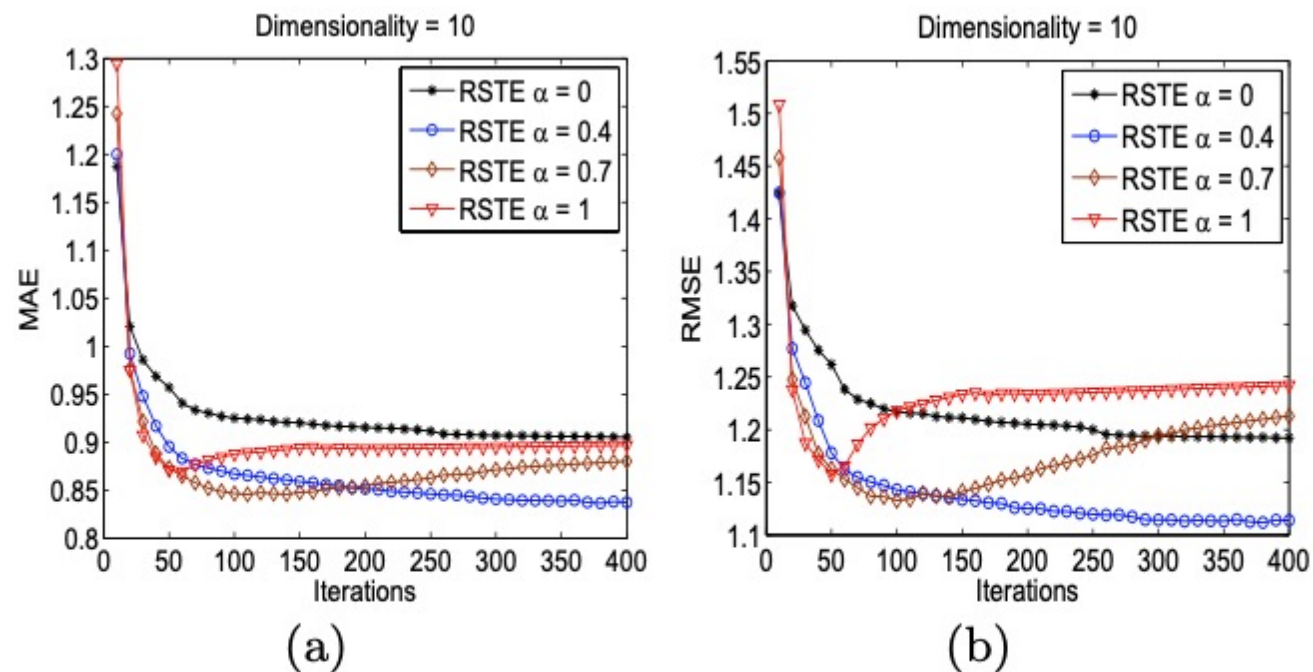 Dimensionality = 10
1.3
1.25
1.2
1.15
1.1
1.05
1
0.95
0.9
0.85
0.8
MAE
0 50 100 150 200 250 300 350 400
Iterations
RSTE α = 0
RSTE α = 0.4
RSTE α = 0.7
RSTE α = 1
(a)
Dimensionality = 10
1.55
1.5
1.45
1.4
1.35
1.3
1.25
1.2
1.15
1.1
RMSE
0 50 100 150 200 250 300 350 400
Iterations
RSTE α = 0
RSTE α = 0.4
RSTE α = 0.7
RSTE α = 1
(b)